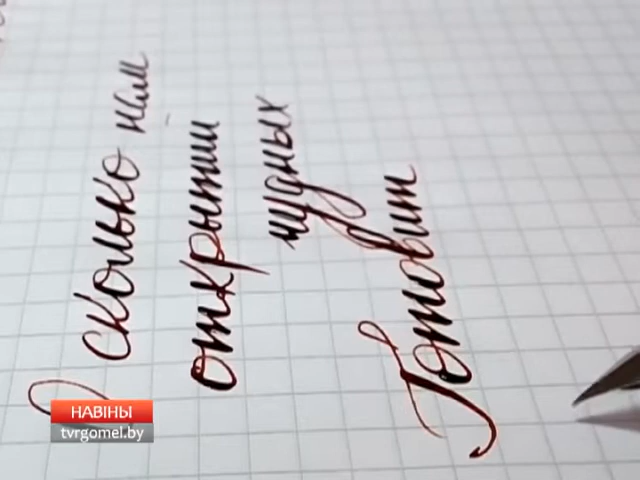 О сколько нам
открытий
чудных
Готовит
НАВІНЫ
tvrgomel.by